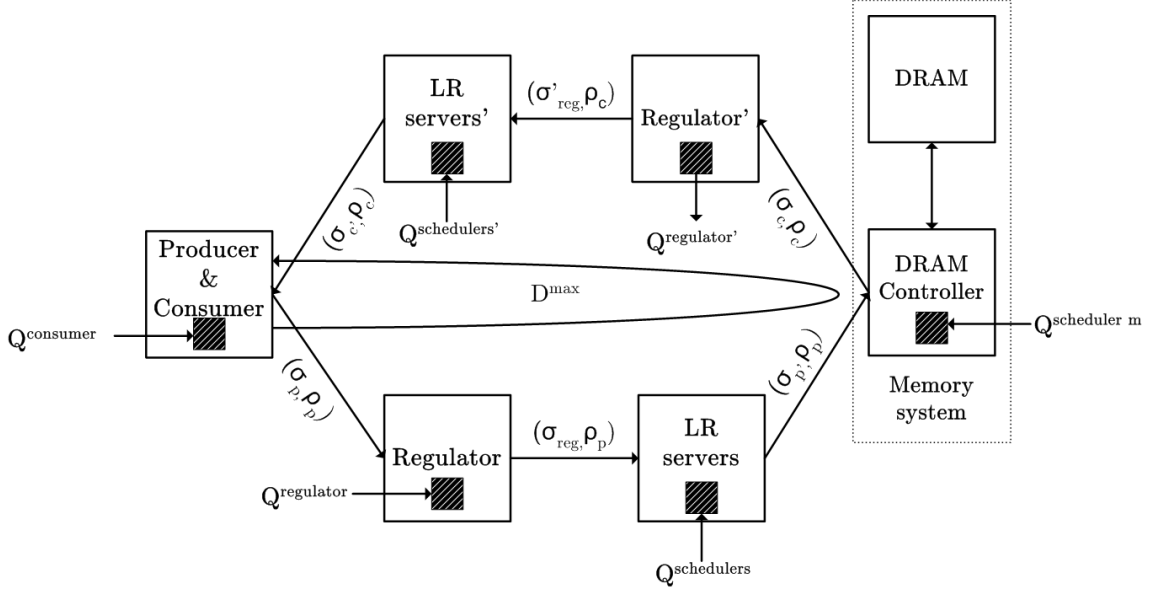 DRAM
LR
servers’
(σ’reg,ρc)
Regulator’
Qschedulers’
Qregulator’
(σc,ρc)
(σc,ρc)
Producer
&
Consumer
Dmax
DRAM
Controller
Qconsumer
Qscheduler m
(σp,ρp)
(σp,ρp)
Memory
system
Regulator
(σreg,ρp)
LR
servers
Qregulator
Qschedulers